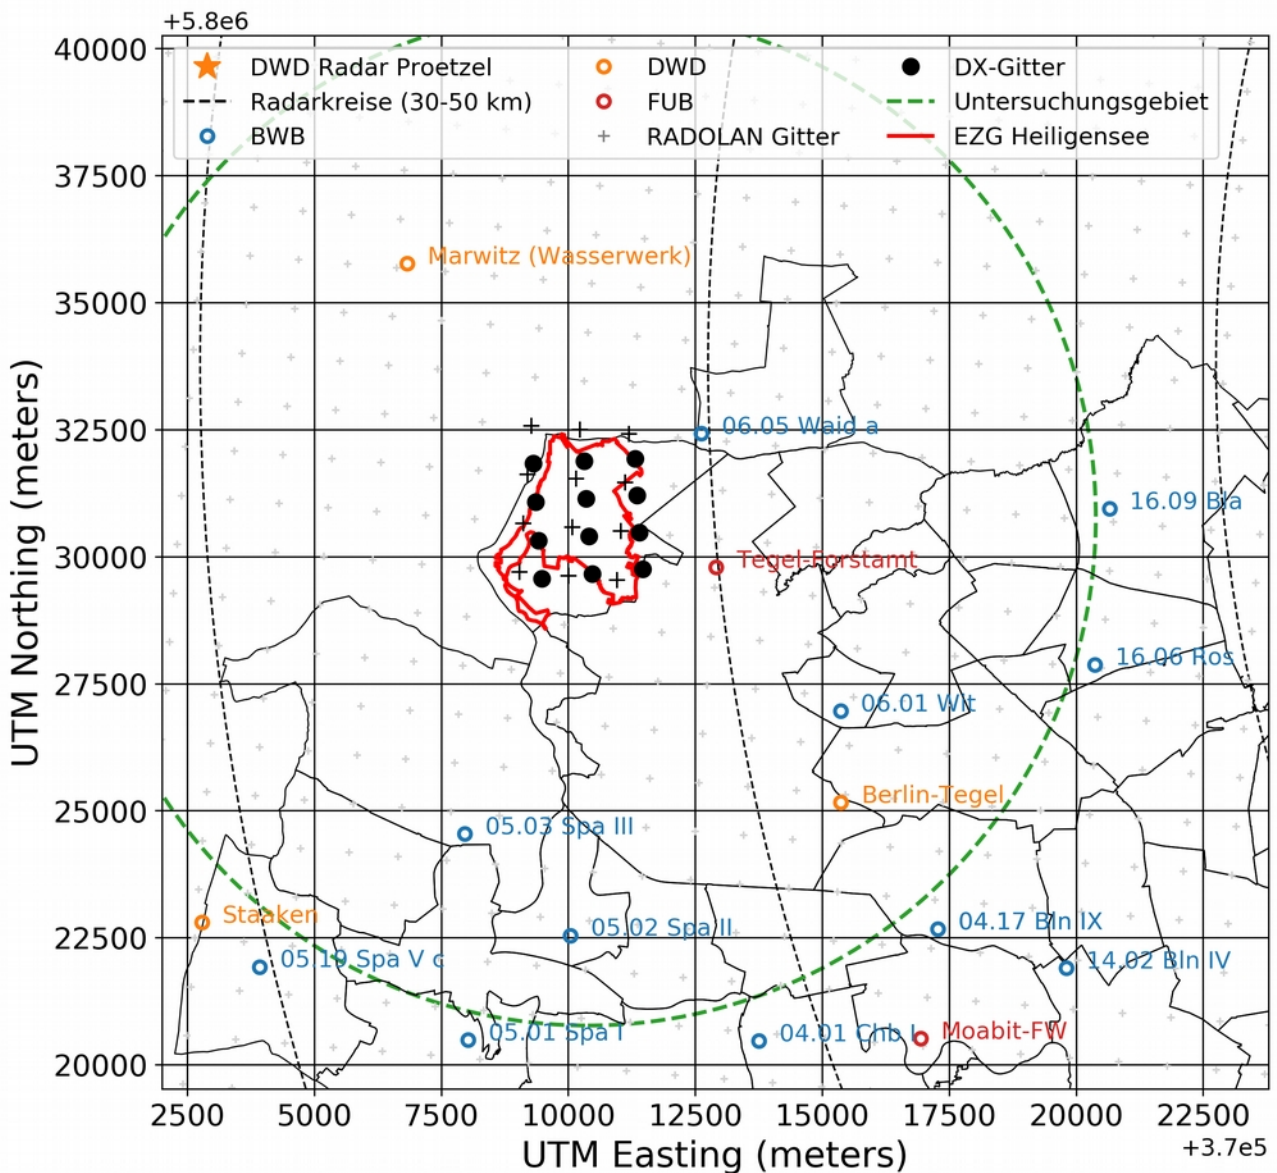 +5.8e6
40000
37500
35000
32500
30000
27500
25000
22500
20000
UTM Northing (meters)
DWD Radar Proetzel
Radarkreise (30-50 km)
BWB
DWD
FUB
RADOLAN Gitter
DX-Gitter
Untersuchungsgebiet
EZG Heiligensee
Marwitz (Wasserwerk)
06.05 Waid a
16.09 Bla
Tegel-Forstamt
16.06 Ros
06.01 Wit
Berlin-Tegel
05.03 Spa III
Staaken
05.02 Spa II
04.17 Bln IX
05.19 Spa V c
14.02 Bln IV
05.01 Spa I
04.01 Chb I
Moabit-FW
2500 5000 7500 10000 12500 15000 17500 20000 22500
UTM Easting (meters)
+3.7e5